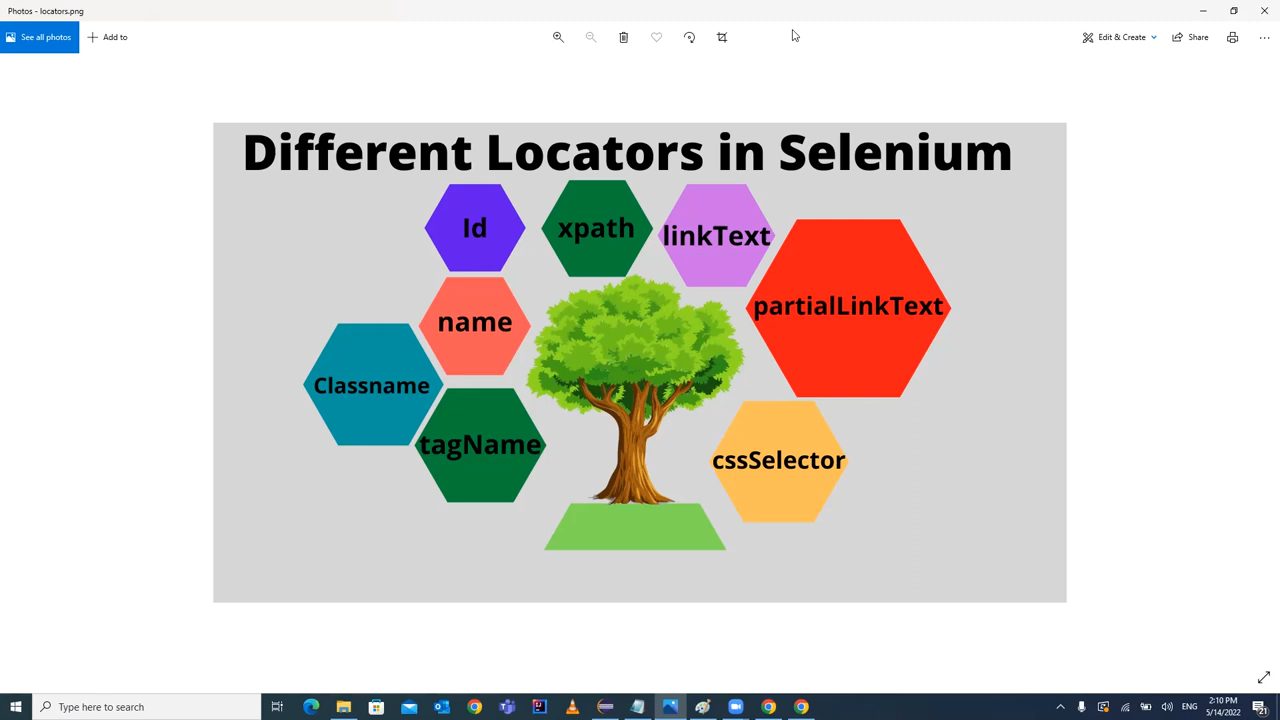 Photos - locators.png
See all photos
Add to
Edit & Create
Share
Different Locators in Selenium
Id
xpath
linkText
partialLinkText
name
Classname
tagName
cssSelector
Type here to search
2:10 PM
5/14/2022
21